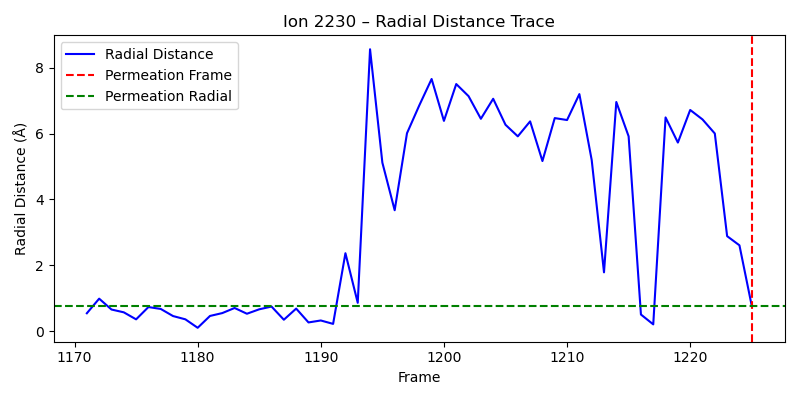 Ion 2230 – Radial Distance Trace
Radial Distance
Permeation Frame
Permeation Radial
Radial Distance (Å)
8
6
4
2
0
1170 1180 1190 1200 1210 1220
Frame